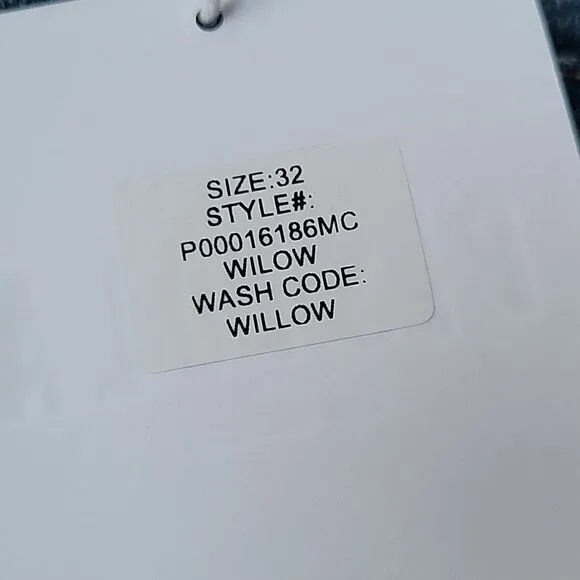 SIZE:32
STYLE#:
P00016186MC
WILOW
WASH CODE:
WILLOW